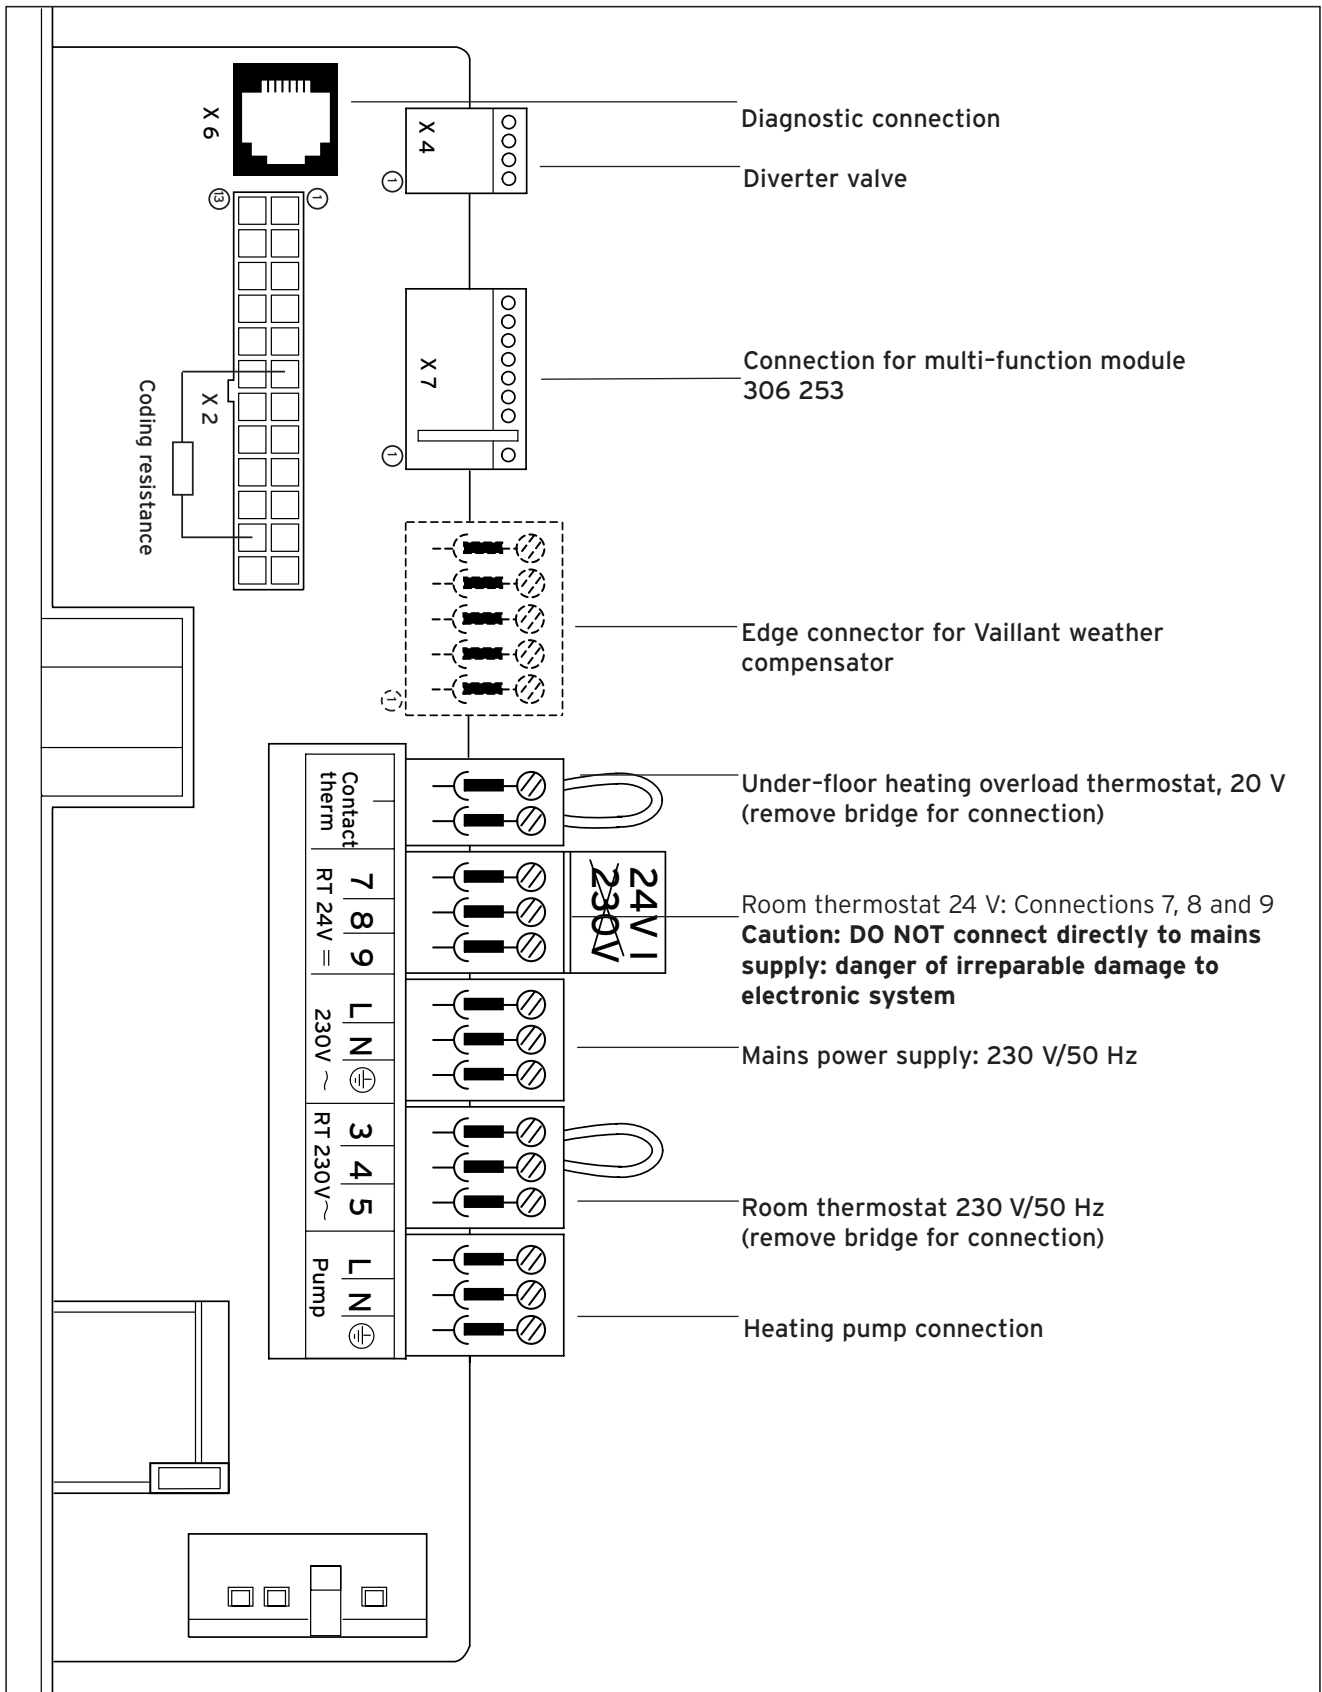 X 6
X 4
1
Diagnostic connection
Diverter valve
13
1
X 7
1
Connection for multi-function module
306 253
Coding resistance
X 2
Edge connector for Vaillant weather
compensator
1
Contact
therm
Under-floor heating overload thermostat, 20 V
(remove bridge for connection)
7 8 9
RT 24V =
24V !
230V
Room thermostat 24 V: Connections 7, 8 and 9
Caution: DO NOT connect directly to mains
supply: danger of irreparable damage to
electronic system
L N
230V ~
Mains power supply: 230 V/50 Hz
3 4 5
RT 230V~
Room thermostat 230 V/50 Hz
(remove bridge for connection)
L N
Pump
Heating pump connection